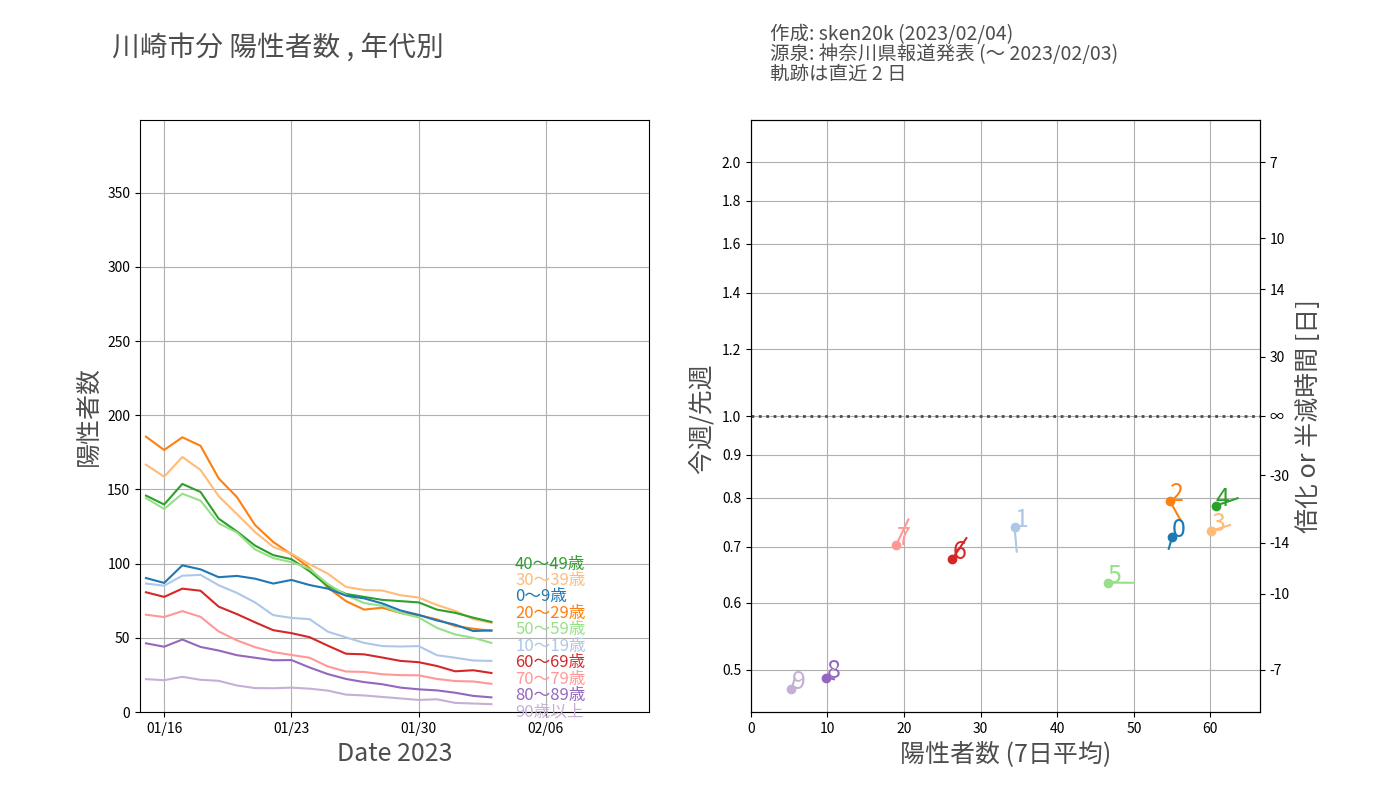 川崎市分 陽性者数 , 年代別
作成: sken20k (2023/02/04)
源泉: 神奈川県報道発表 (〜 2023/02/03)
軌跡は直近 2 日
陽性者数
350
300
250
200
150
100
50
0
01/16
01/23
01/30
02/06
Date 2023
40〜49歳
30〜39歳
0〜9歳
20〜29歳
50〜59歳
10〜19歳
60〜69歳
70〜79歳
80〜89歳
90歳以上
今週/先週
2.0
1.8
1.6
1.4
1.2
1.0
0.9
0.8
0.7
0.6
0.5
0
10
20
30
40
50
60
陽性者数 (7日平均)
7
10
14
30
∞
-30
-14
-10
-7
倍化 or 半減時間 [日]
2
4
1
3
0
7
6
5
8
9